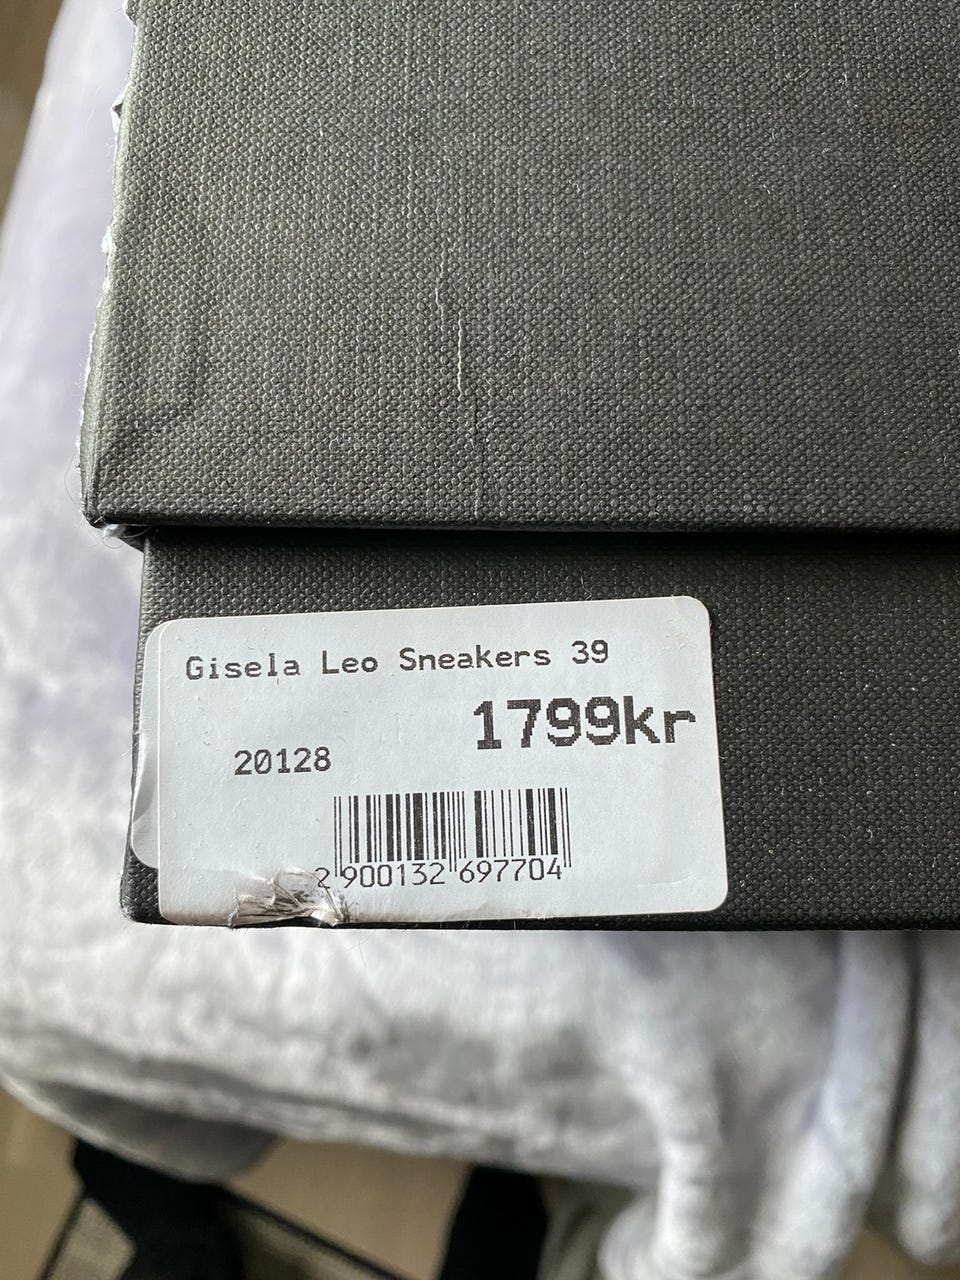 Gisela Leo Sneakers 39
1799kr
20128
2 900132 697704